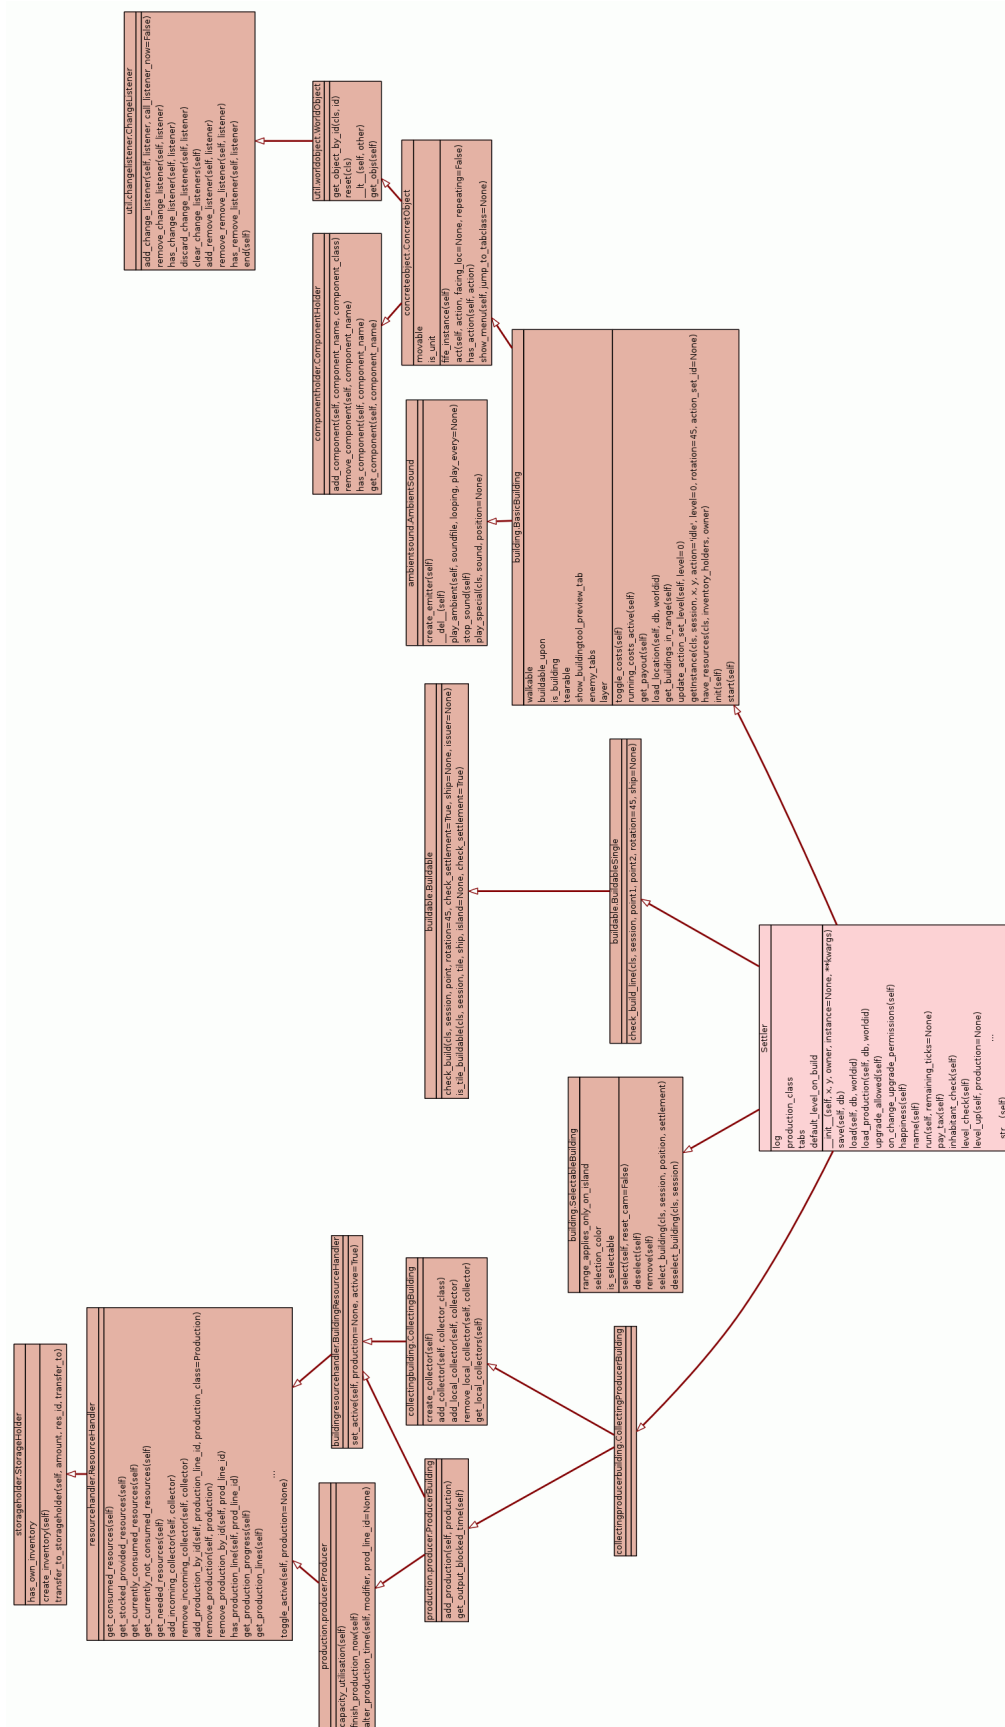 util.changelistener.ChangeListener
add_change_listener(self, listener, call_listener_now=False)
remove_change_listener(self, listener)
has_change_listener(self, listener)
discard_change_listener(self, listener)
clear_change_listeners(self)
add_remove_listener(self, listener)
remove_remove_listener(self, listener)
has_remove_listener(self, listener)
end(self)
util.worldobject.WorldObject
get_object_by_id(cls, id)
reset(cls)
__lt__(self, other)
get_objs(self)
componentholder.ComponentHolder
add_component(self, component_name, component_class)
remove_component(self, component_name)
has_component(self, component_name)
get_component(self, component_name)
concreteobject.ConcretObject
movable
is_unit
fife_instance(self)
act(self, action, facing_loc=None, repeating=False)
has_action(self, action)
show_menu(self, jump_to_tabclass=None)
ambientsound.AmbientSound
create_emitter(self)
__del__(self)
play_ambient(self, soundfile, looping, play_every=None)
stop_sound(self)
play_special(cls, sound, position=None)
building.BasicBuilding
walkable
buildable_upon
is_building
tearable
show_buildingtool_preview_tab
enemy_tabs
layer
toggle_costs(self)
running_costs_active(self)
get_payout(self)
load_location(self, db, worldid)
get_buildings_in_range(self)
update_action_set_level(self, level=0)
getInstance(cls, session, x, y, action='idle', level=0, rotation=45, action_set_id=None)
have_resources(cls, inventory_holders, owner)
init(self)
start(self)
buildable.Buildable
check_build(cls, session, point, rotation=45, check_settlement=True, ship=None, issuer=None)
is_tile_buildable(cls, session, tile, ship, island=None, check_settlement=True)
buildable.BuildableSingle
check_build_line(cls, session, point1, point2, rotation=45, ship=None)
Settler
log
production_class
tabs
default_level_on_build
__init__(self, x, y, owner, instance=None, **kwargs)
save(self, db)
load(self, db, worldid)
load_production(self, db, worldid)
upgrade_allowed(self)
on_change_upgrade_permissions(self)
happiness(self)
name(self)
run(self, remaining_ticks=None)
pay_tax(self)
inhabitant_check(self)
level_check(self)
level_up(self, production=None)
...
__str__(self)
building.SelectableBuilding
range_applies_only_on_island
selection_color
is_selectable
select(self, reset_cam=False)
deselect(self)
remove(self)
select_building(cls, session, position, settlement)
deselect_building(cls, session)
buildingresourcehandler.BuildingResourceHandler
set_active(self, production=None, active=True)
collectingbuilding.CollectingBuilding
create_collector(self)
add_collector(self, collector_class)
add_local_collector(self, collector)
remove_local_collector(self, collector)
get_local_collectors(self)
collectingproducerbuilding.CollectingProducerBuilding
storageholder.StorageHolder
has_own_inventory
create_inventory(self)
transfer_to_storageholder(self, amount, res_id, transfer_to)
resourcehandler.ResourceHandler
get_consumed_resources(self)
get_stocked_provided_resources(self)
get_currently_consumed_resources(self)
get_currently_not_consumed_resources(self)
get_needed_resources(self)
add_incoming_collector(self, collector)
remove_incoming_collector(self, collector)
add_production_by_id(self, production_line_id, production_class=Production)
remove_production(self, production)
remove_production_by_id(self, prod_line_id)
has_production_line(self, prod_line_id)
get_production_progress(self)
get_production_lines(self)
...
toggle_active(self, production=None)
production.producer.Producer
capacity_utilisation(self)
finish_production_now(self)
alter_production_time(self, modifier, prod_line_id=None)
production.producer.ProducerBuilding
add_production(self, production)
get_output_blocked_time(self)